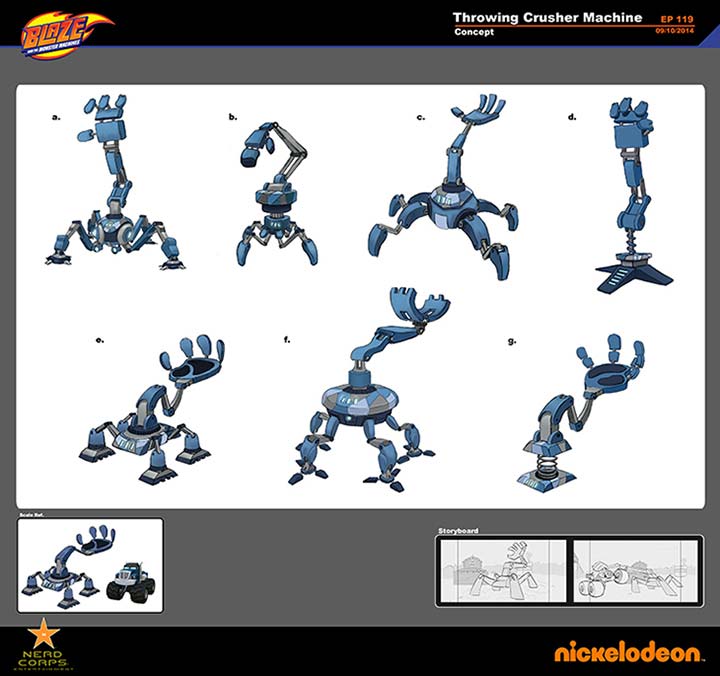 BLAZE
AND THE MONSTER MACHINES
Throwing Crusher Machine
EP 119
Concept
09/10/2014
a.
b.
c.
d.
e.
f.
g.
Scale Ref.
Storyboard
NERD
CORPS
ENTERTAINMENT
nickelodeon